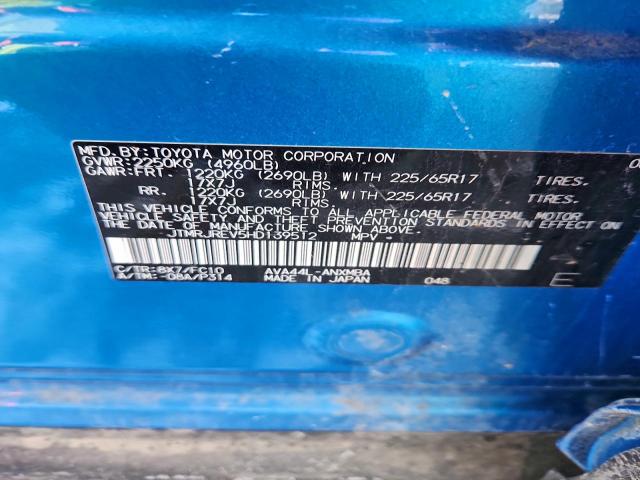 MFD.BY:TOYOTA MOTOR CORPORATION
GVWR:2250KG (4960LB)
GAWR:FRT. 1220KG (2690LB) WITH 225/65R17 TIRES.
17X7J RIMS.
RR. 1220KG (2690LB) WITH 225/65R17 TIRES.
17X7J RIMS.
THIS VEHICLE CONFORMS TO ALL APPLICABLE FEDERAL MOTOR
VEHICLE SAFETY AND THEFT PREVENTION STANDARDS IN EFFECT ON
THE DATE OF MANUFACTURE SHOWN ABOVE.
JTMRJREV5HD139512 MPV
C/TR:8X7/FC10 AVA44L-ANXMBA
A/TM:-08A/P314 MADE IN JAPAN 048
E